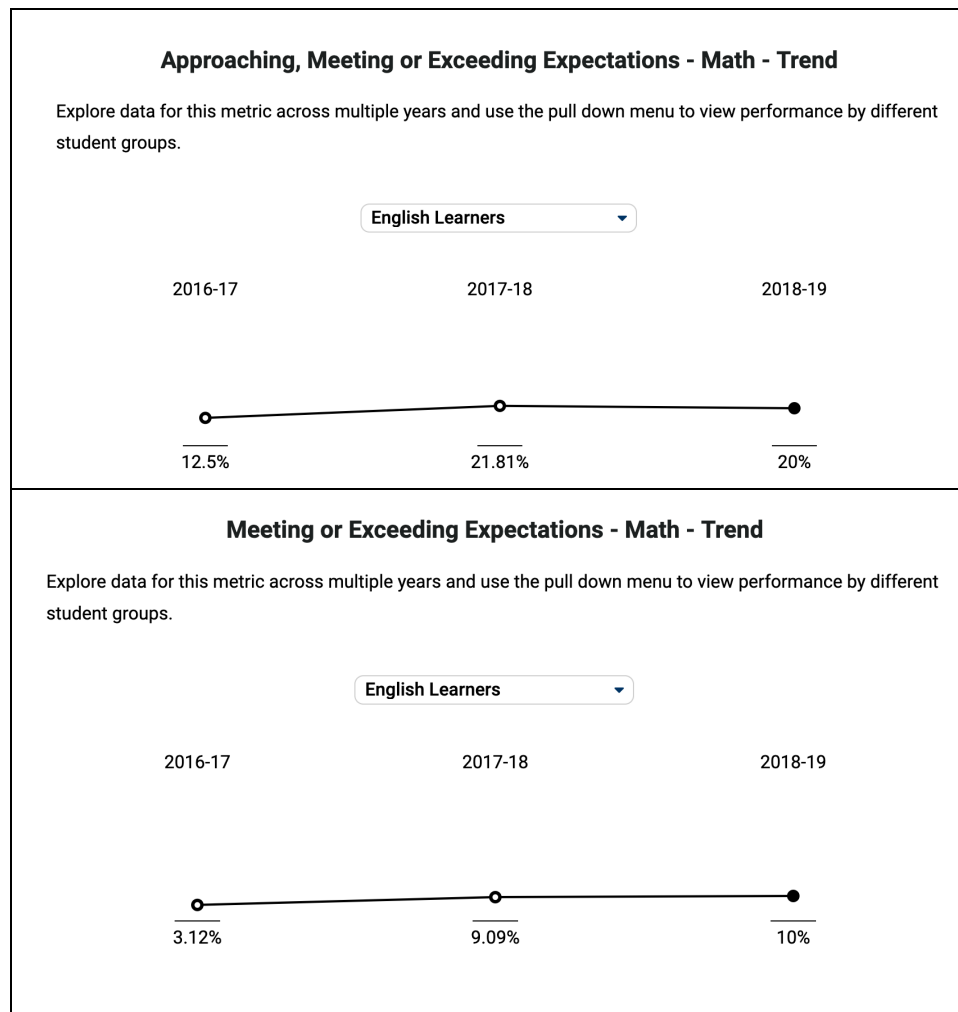 Approaching, Meeting or Exceeding Expectations - Math - Trend
Explore data for this metric across multiple years and use the pull down menu to view performance by different
student groups.
English Learners
2016-17 2017-18 2018-19
12.5% 21.81% 20%
Meeting or Exceeding Expectations - Math - Trend
Explore data for this metric across multiple years and use the pull down menu to view performance by different
student groups.
English Learners
2016-17 2017-18 2018-19
3.12% 9.09% 10%